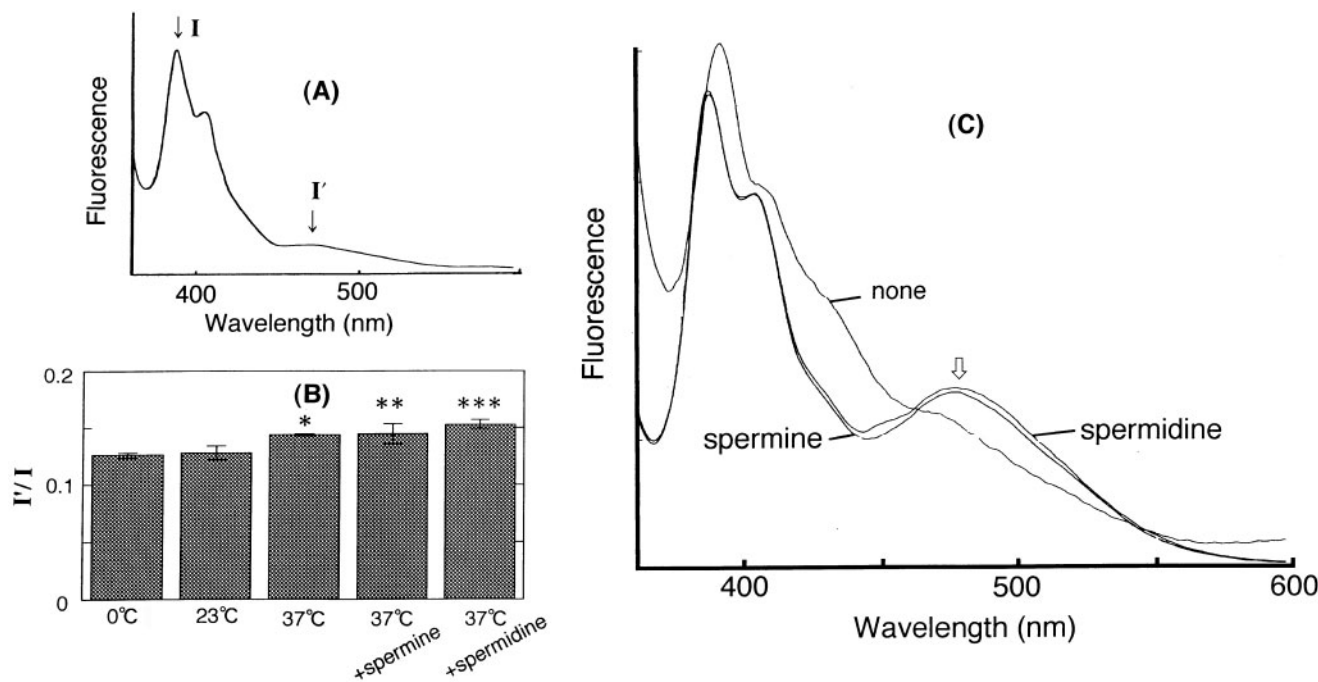 I
(A)
I'
Fluorescence
400
500
Wavelength (nm)
0.2
(B)
*
**
***
I'/ I
0.1
0
0℃
23℃
37℃
37℃
37℃
+spermine
+spermidine
(C)
Fluorescence
none
spermine
spermidine
400
500
600
Wavelength (nm)